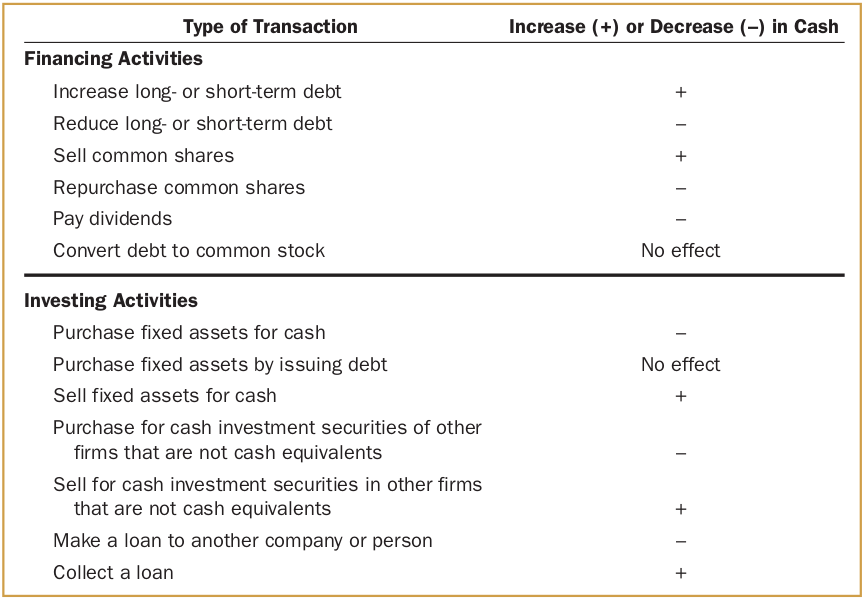 Type of Transaction Increase (+) or Decrease (–) in Cash
Financing Activities
Increase long- or short-term debt +
Reduce long- or short-term debt –
Sell common shares +
Repurchase common shares –
Pay dividends –
Convert debt to common stock No effect
Investing Activities
Purchase fixed assets for cash –
Purchase fixed assets by issuing debt No effect
Sell fixed assets for cash +
Purchase for cash investment securities of other
firms that are not cash equivalents –
Sell for cash investment securities in other firms
that are not cash equivalents +
Make a loan to another company or person –
Collect a loan +